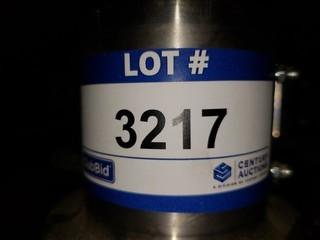 LOT #
3217
CENTURY
AUCTIONS